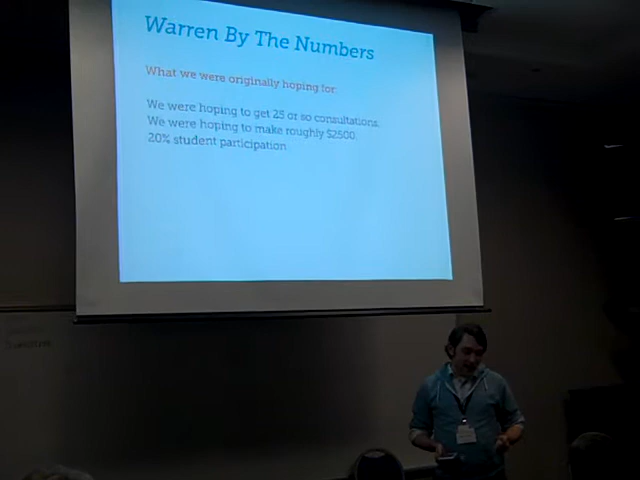 Warren By The Numbers
What we were originally hoping for:
We were hoping to get 25 or so consultations.
We were hoping to make roughly $2500.
20% student participation